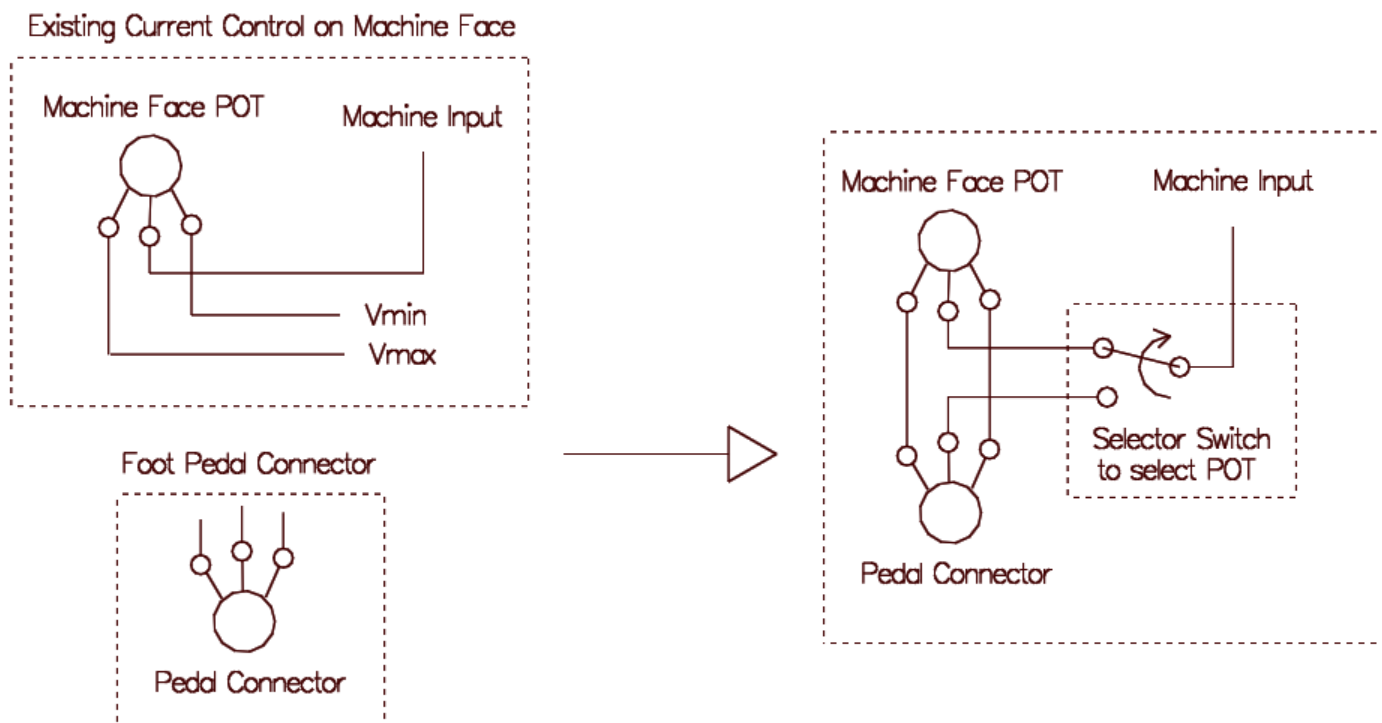 Existing Current Control on Machine Face
Machine Face POT
Machine Input
Vmin
Vmax
Foot Pedal Connector
Pedal Connector
Machine Face POT
Machine Input
Selector Switch
to select POT
Pedal Connector